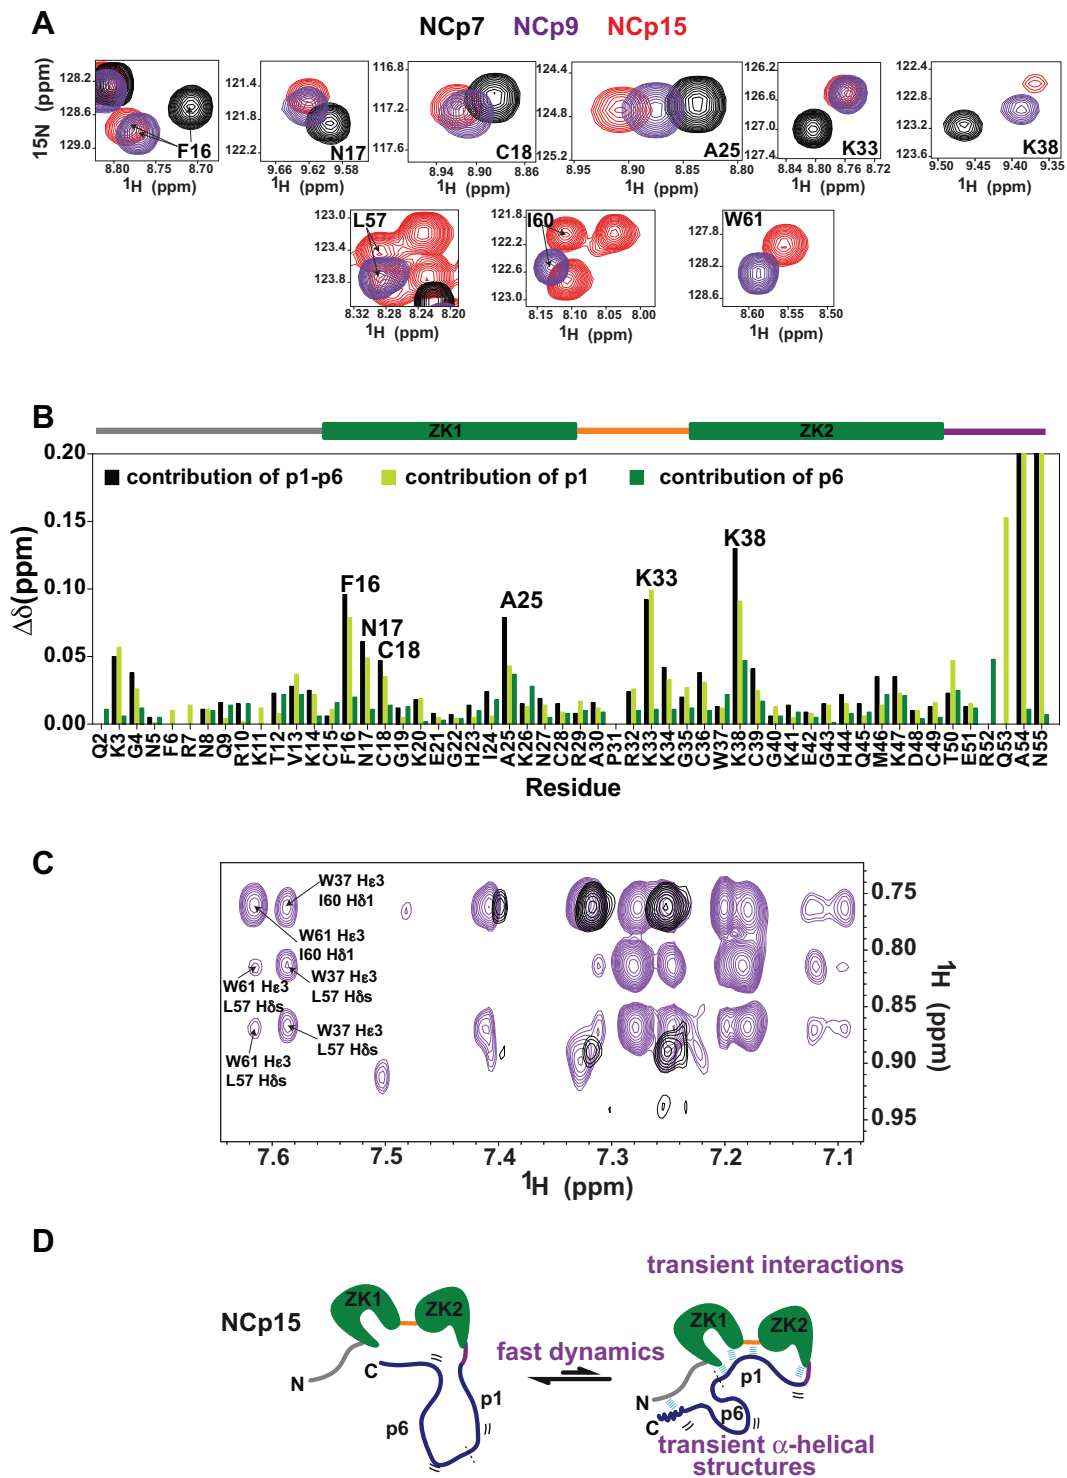 A
NCp7 NCp9 NCp15
15N (ppm)
128.2
128.6
129.0
F16
8.80 8.75 8.70
1H (ppm)
121.4
121.8
122.2
N17
9.66 9.62 9.58
1H (ppm)
116.8
117.2
117.6
C18
8.94 8.90 8.86
1H (ppm)
124.4
124.8
125.2
A25
8.95 8.90 8.85 8.80
1H (ppm)
126.2
126.6
127.0
127.4
K33
8.80 8.76 8.72
1H (ppm)
122.4
122.8
123.2
123.6
K38
9.50 9.45 9.40 9.35
1H (ppm)
123.0
123.4
123.8
L57
8.32 8.28 8.24 8.20
1H (ppm)
121.8
122.2
122.6
123.0
I60
8.15 8.10 8.05 8.00
1H (ppm)
127.8
128.2
128.6
W61
8.60 8.55 8.50
1H (ppm)
B
ZK1 ZK2
contribution of p1-p6 contribution of p1 contribution of p6
Δδ(ppm)
0.20
0.15
0.10
0.05
0.00
F16
N17
C18
A25
K33
K38
Q2 K3 G4 N5 F6 R7 N8 Q9 R10 K11 T12 V13 K14 C15 F16 N17 C18 G19 K20 E21 G22 H23 I24 A25 K26 N27 C28 R29 A30 P31 R32 K33 K34 G35 C36 W37 K38 C39 G40 K41 E42 G43 H44 Q45 M46 K47 D48 C49 T50 E51 R52 Q53 A54 N55
Residue
C
W37 Hε3
I60 Hδ1
W61 Hε3
I60 Hδ1
W61 Hε3
L57 Hδs
W37 Hε3
L57 Hδs
W37 Hε3
L57 Hδs
W61 Hε3
L57 Hδs
0.75
0.80
0.85
0.90
0.95
1H (ppm)
7.6 7.5 7.4 7.3 7.2 7.1
1H (ppm)
D
transient interactions
NCp15
ZK1 ZK2
C
N
p6
p1
fast dynamics
ZK1 ZK2
p1
N
C
p6
transient α-helical
structures